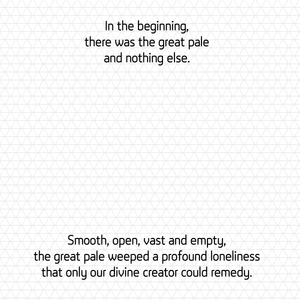 In the beginning,
there was the great pale
and nothing else.
Smooth, open, vast and empty,
the great pale weeped a profound loneliness
that only our divine creator could remedy.